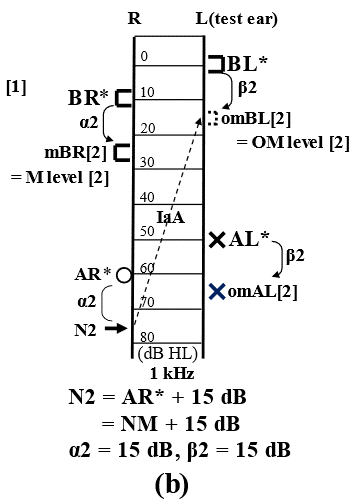 R L(test ear)
0
BL*
[1]
β2
BR*
10
omBL[2]
α2
20
= OM level [2]
mBR[2]
30
= M level [2]
40
IaA
50
AL*
β2
AR*
60
omAL[2]
α2
70
N2
80
(dB HL)
1 kHz
N2 = AR* + 15 dB
= NM + 15 dB
α2 = 15 dB, β2 = 15 dB
(b)